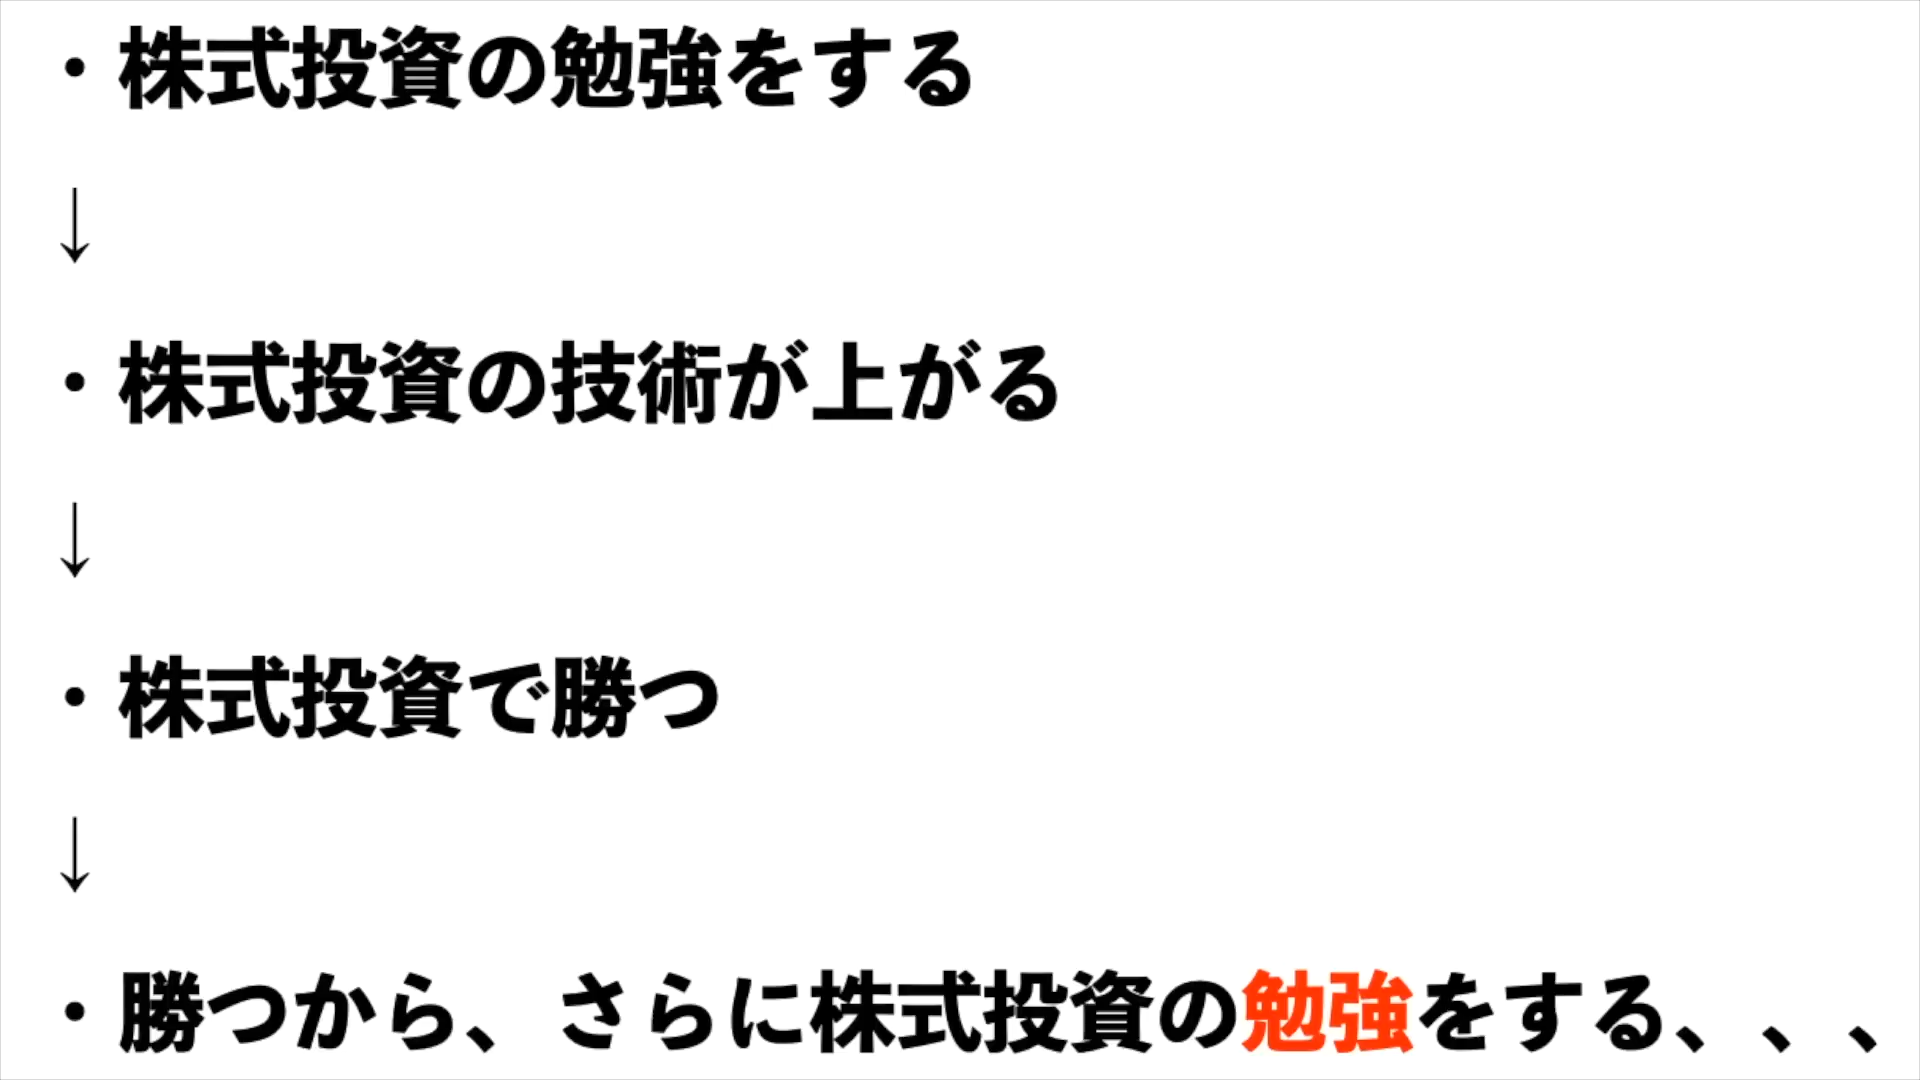 ・株式投資の勉強をする
↓
・株式投資の技術が上がる
↓
・株式投資で勝つ
↓
・勝つから、さらに株式投資の勉強をする、、、